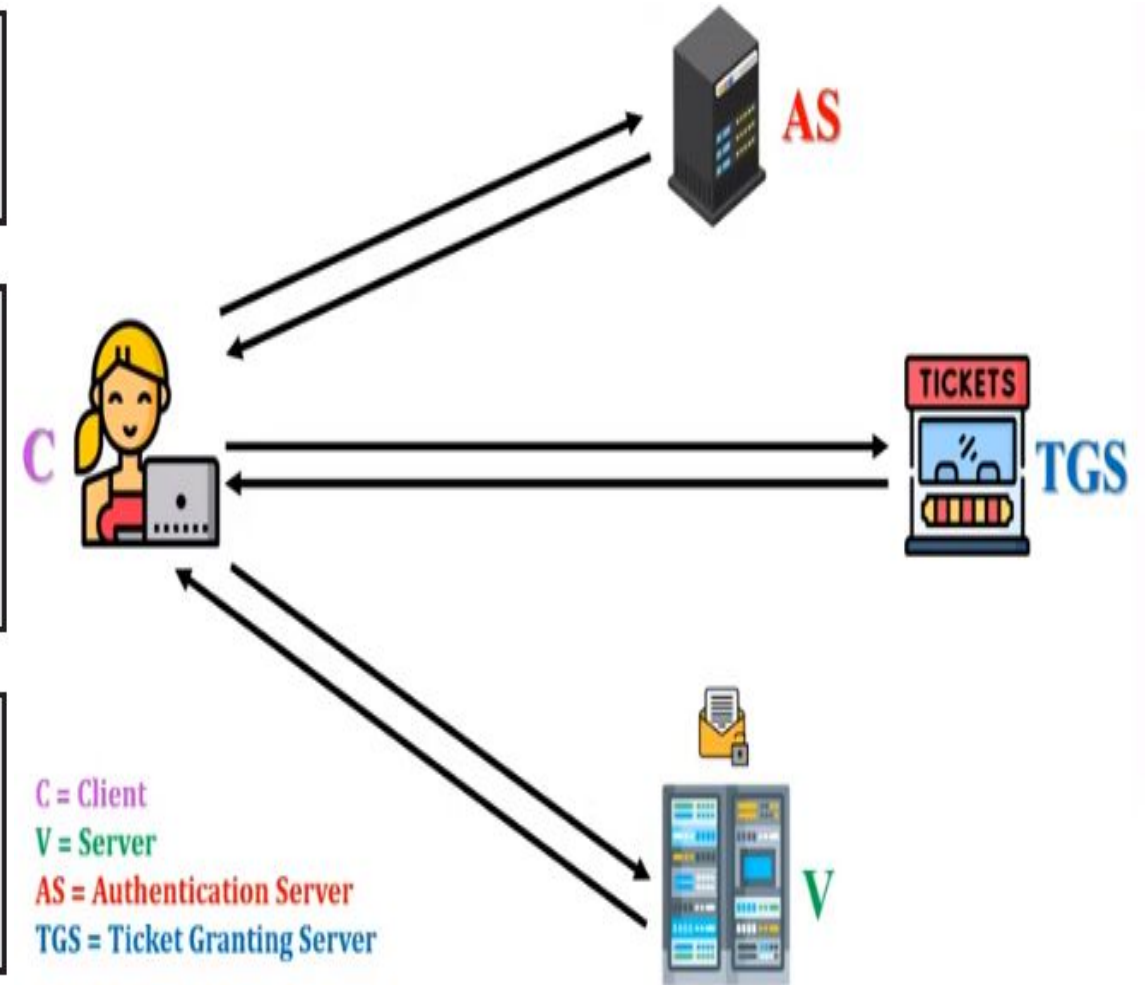 AS
TICKETS
C
TGS
C = Client
V = Server
AS = Authentication Server
TGS = Ticket Granting Server
V